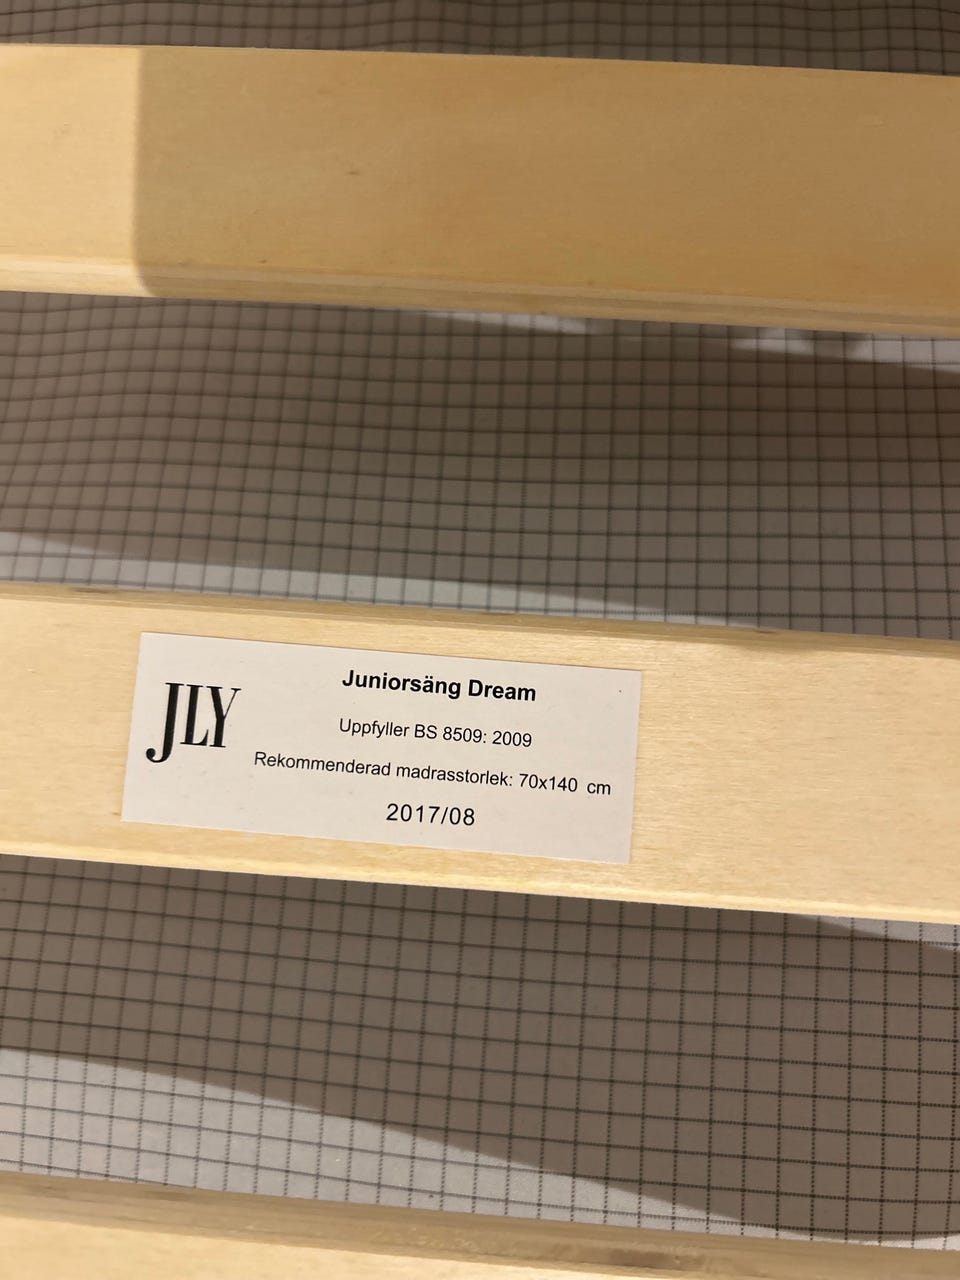 JLY
Juniorsäng Dream
Uppfyller BS 8509: 2009
Rekommenderad madrasstorlek: 70x140 cm
2017/08